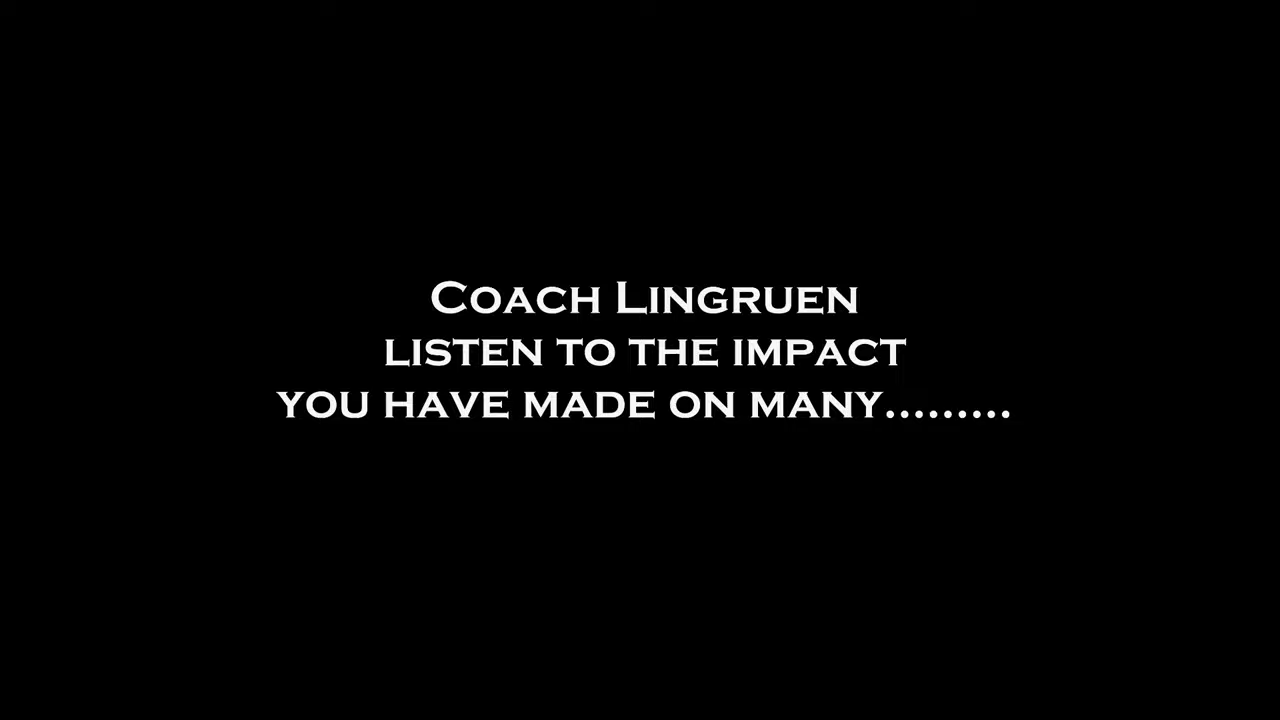 Coach Lingruen
listen to the impact
you have made on many.........